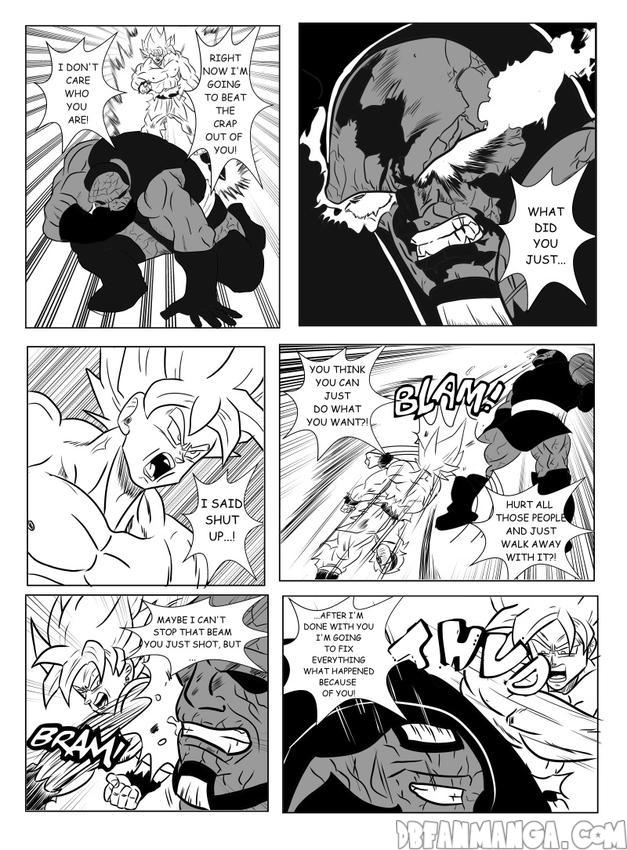 I DON'T
CARE
WHO
YOU
ARE!
RIGHT
NOW I'M
GOING
TO BEAT
THE
CRAP
OUT OF
YOU!
WHAT
DID
YOU
JUST...
I SAID
SHUT
UP...!
YOU THINK
YOU CAN
JUST
DO WHAT
YOU WANT?!
BLAM!
HURT ALL
THOSE PEOPLE
AND JUST
WALK AWAY
WITH IT?!
MAYBE I CAN'T
STOP THAT BEAM
YOU JUST SHOT, BUT
...
BRAM!
...AFTER I'M
DONE WITH YOU
I'M GOING
TO FIX
EVERYTHING
WHAT HAPPENED
BECAUSE
OF YOU!
THUD
DBFANMANGA.COM